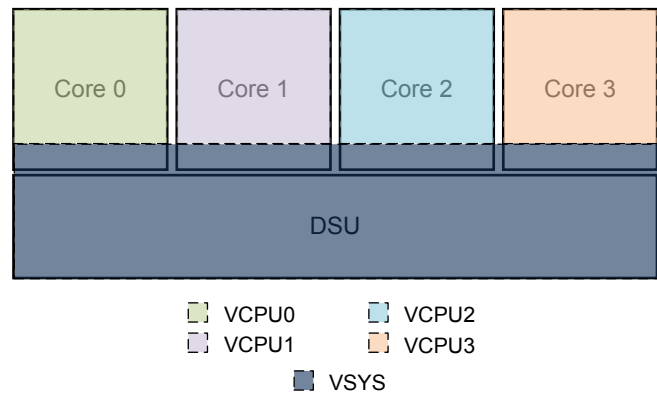 Core 0 Core 1 Core 2 Core 3
DSU
VCPU0 VCPU2
VCPU1 VCPU3
VSYS